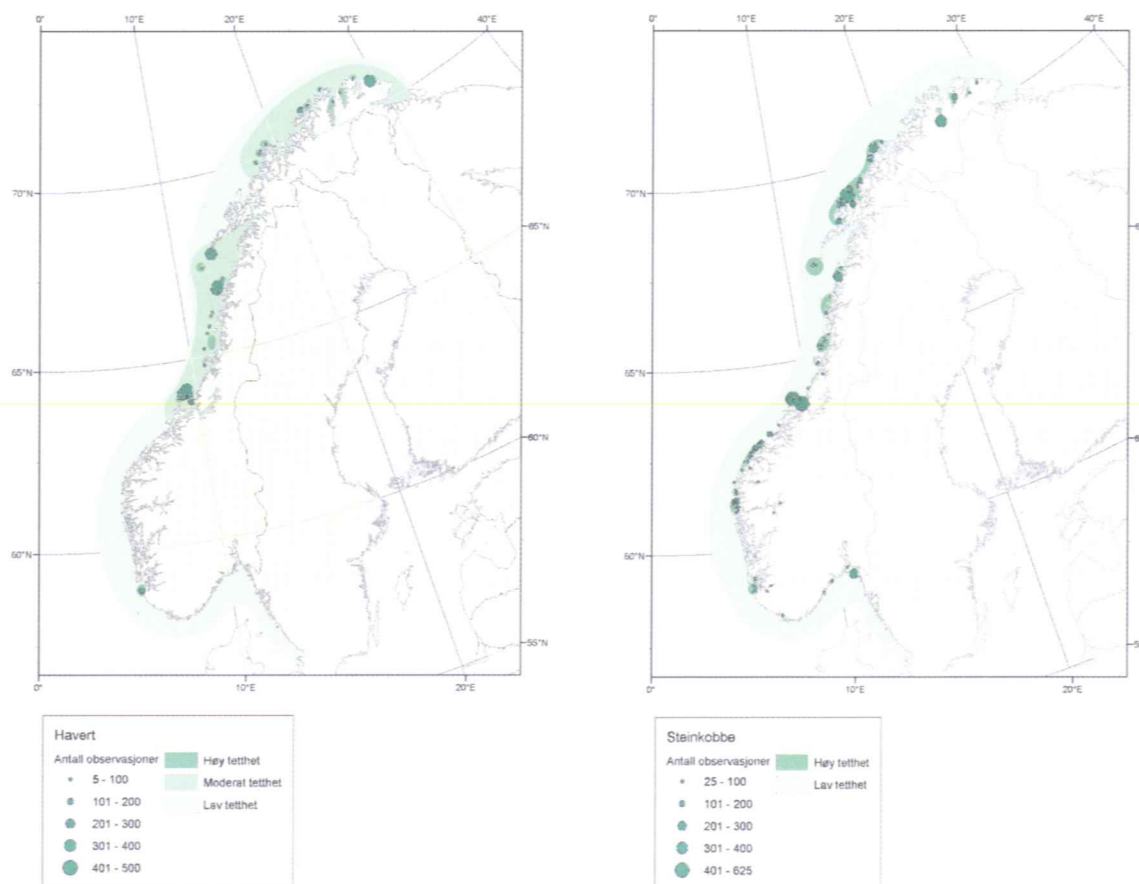 0° 10°E 20°E 30°E 40°E
70°N
65°N
65°N
60°N
60°N
55°N
0° 10°E 20°E
Havert
Antall observasjoner
5 - 100
101 - 200
201 - 300
301 - 400
401 - 500
Høy tetthet
Moderat tetthet
Lav tetthet
0° 10°E 20°E 30°E 40°E
70°N
65°N
60°N
0° 10°E 20°E
Steinkobbe
Antall observasjoner
25 - 100
101 - 200
201 - 300
301 - 400
401 - 625
Høy tetthet
Lav tetthet